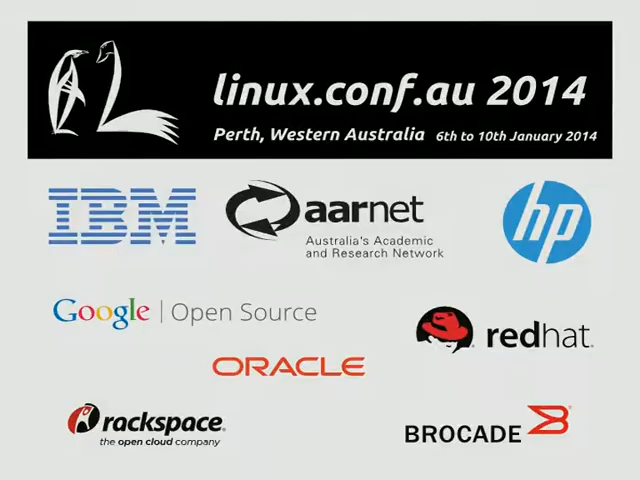 linux.conf.au 2014
Perth, Western Australia 6th to 10th January 2014
IBM
aarnet
Australia's Academic
and Research Network
hp
Google | Open Source
redhat.
ORACLE
rackspace®
the open cloud company
BROCADE